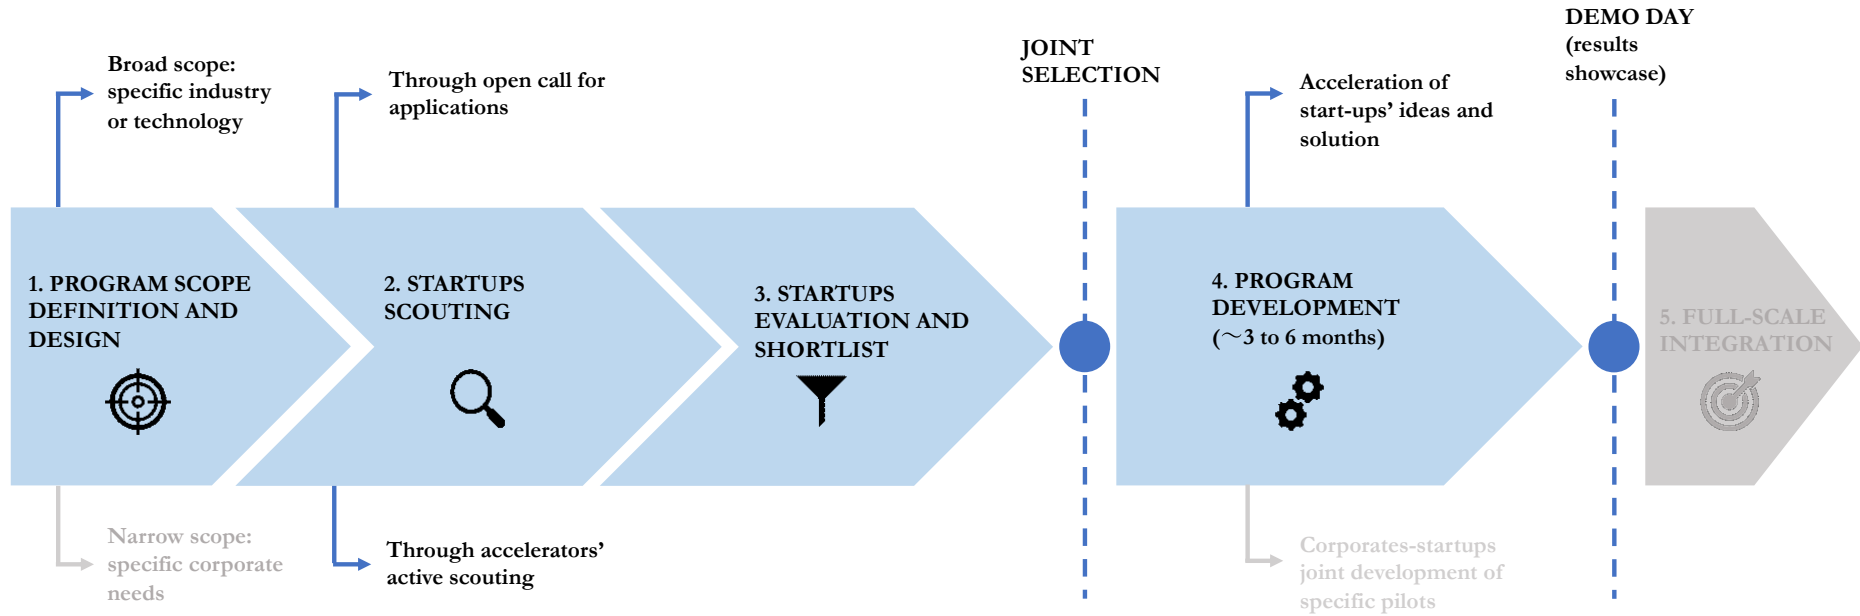 Broad scope:
specific industry
or technology
Through open call for
applications
JOINT
SELECTION
Acceleration of
start-ups’ ideas and
solution
DEMO DAY
(results
showcase)
1. PROGRAM SCOPE
DEFINITION AND
DESIGN
2. STARTUPS
SCOUTING
3. STARTUPS
EVALUATION AND
SHORTLIST
4. PROGRAM
DEVELOPMENT
(～3 to 6 months)
5. FULL-SCALE
INTEGRATION
Narrow scope:
specific corporate
needs
Through accelerators’
active scouting
Corporates-startups
joint development of
specific pilots